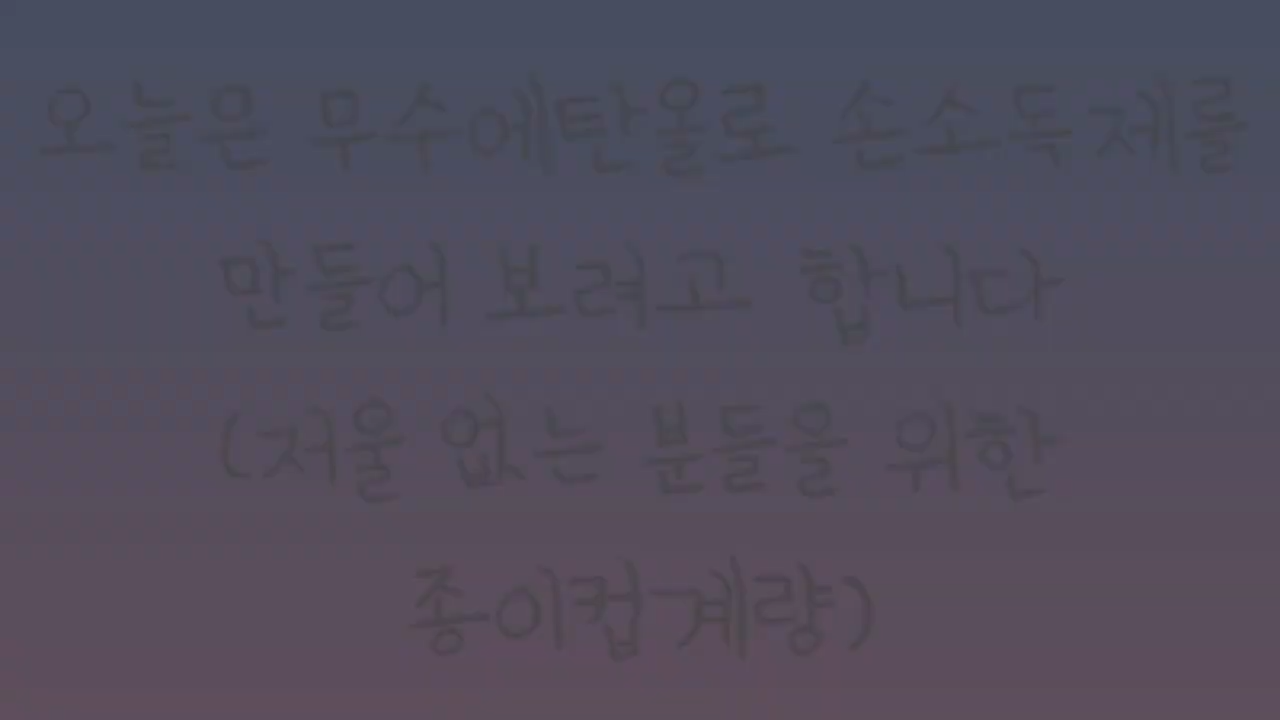 오늘은 무수에탄올로 손소독제를
만들어 보려고 합니다
(저울 없는 분들을 위한
종이컵계량)